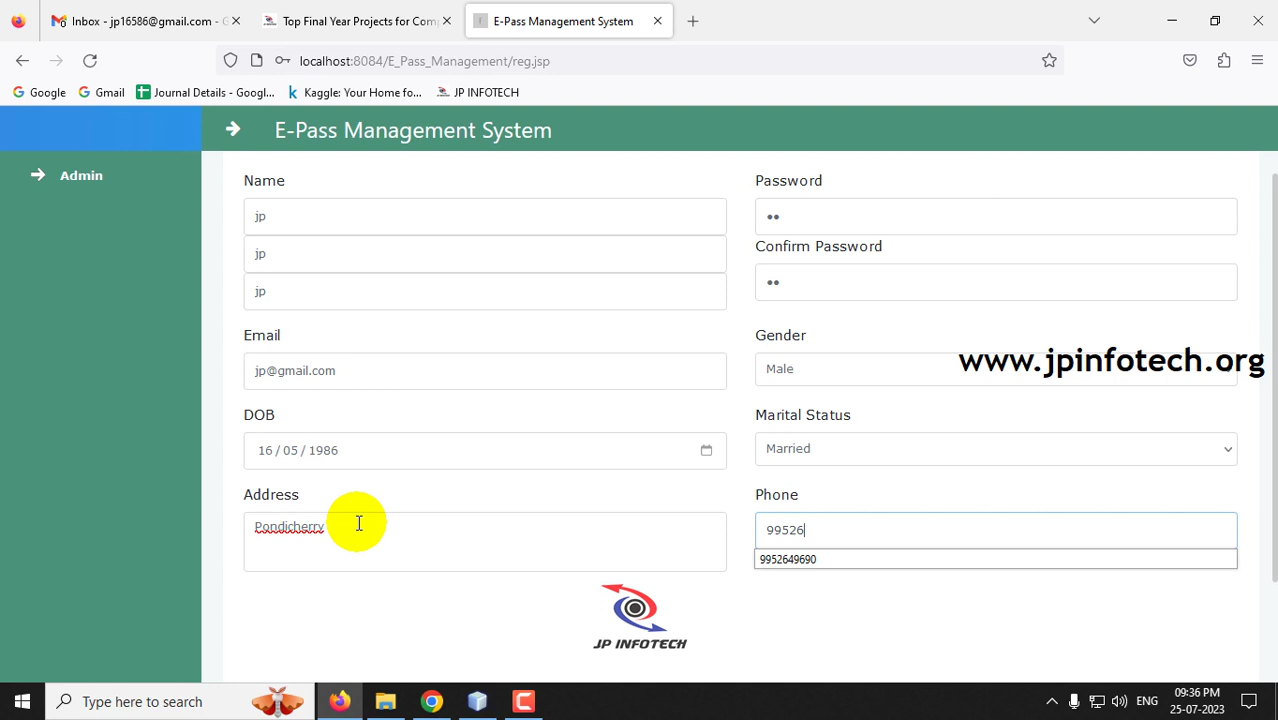 Inbox - jp16586@gmail.com - G
Top Final Year Projects for Comp
E-Pass Management System
localhost:8084/E_Pass_Management/reg.jsp
Google
Gmail
Journal Details - Googl...
Kaggle: Your Home fo...
JP INFOTECH
E-Pass Management System
Admin
Name
Password
jp
••
jp
Confirm Password
jp
••
Email
Gender
jp@gmail.com
Male
www.jpinfotech.org
DOB
Marital Status
16 / 05 / 1986
Married
Address
Phone
Pondicherry
99526
9952649690
JP INFOTECH
Type here to search
ENG
09:36 PM
25-07-2023